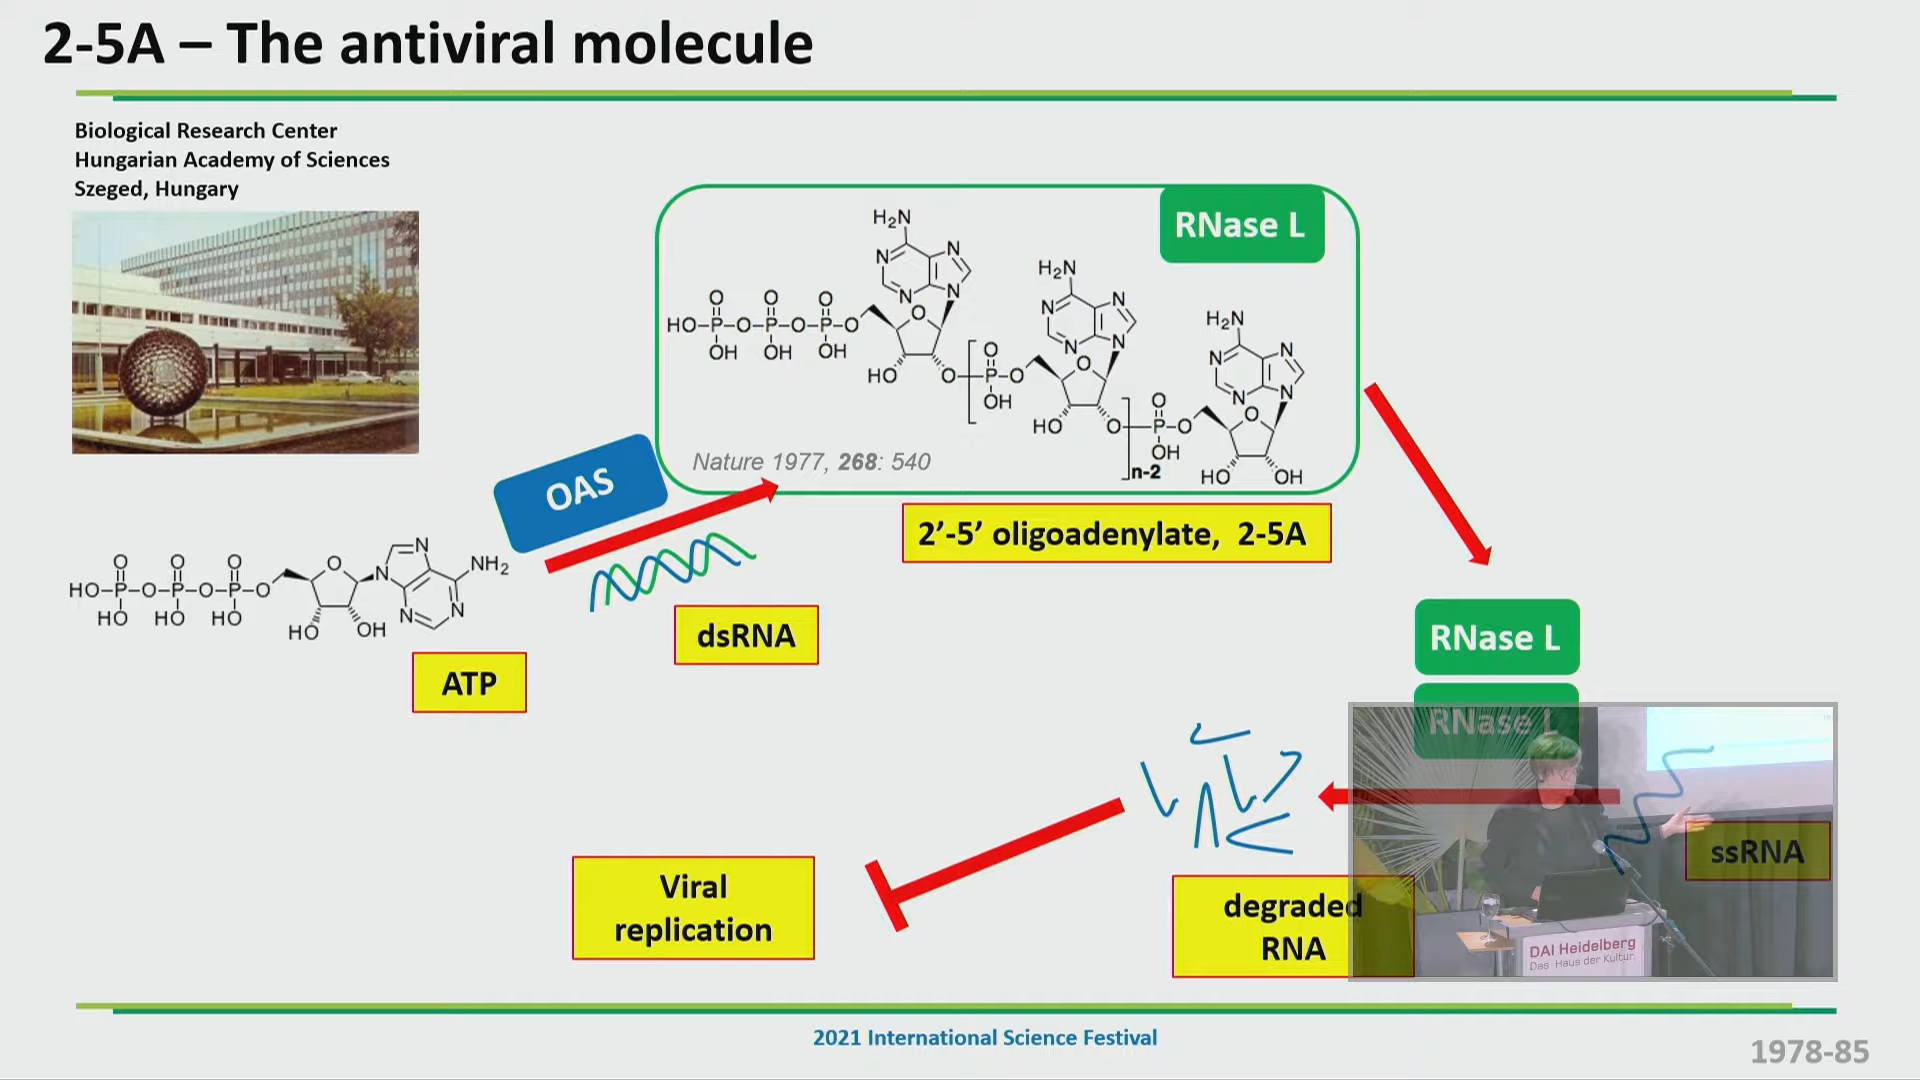 2-5A – The antiviral molecule
Biological Research Center
Hungarian Academy of Sciences
Szeged, Hungary
RNase L
H₂N
N
N
N
N
H₂N
N
N
N
N
H₂N
N
N
N
N
O O O
HO–P–O–P–O–P–O
OH OH OH
O
HO
O
O
P–O
OH
O
HO
O
O
P–O
OH
O
HO OH
n-2
Nature 1977, 268: 540
OAS
2’-5’ oligoadenylate, 2-5A
O O O
HO–P–O–P–O–P–O
HO HO HO
O
HO OH
N
N
N
N
NH₂
dsRNA
ATP
RNase L
RNase L
ssRNA
degraded
RNA
Viral
replication
DAI Heidelberg
Das Haus der Kultur.
2021 International Science Festival
1978-85